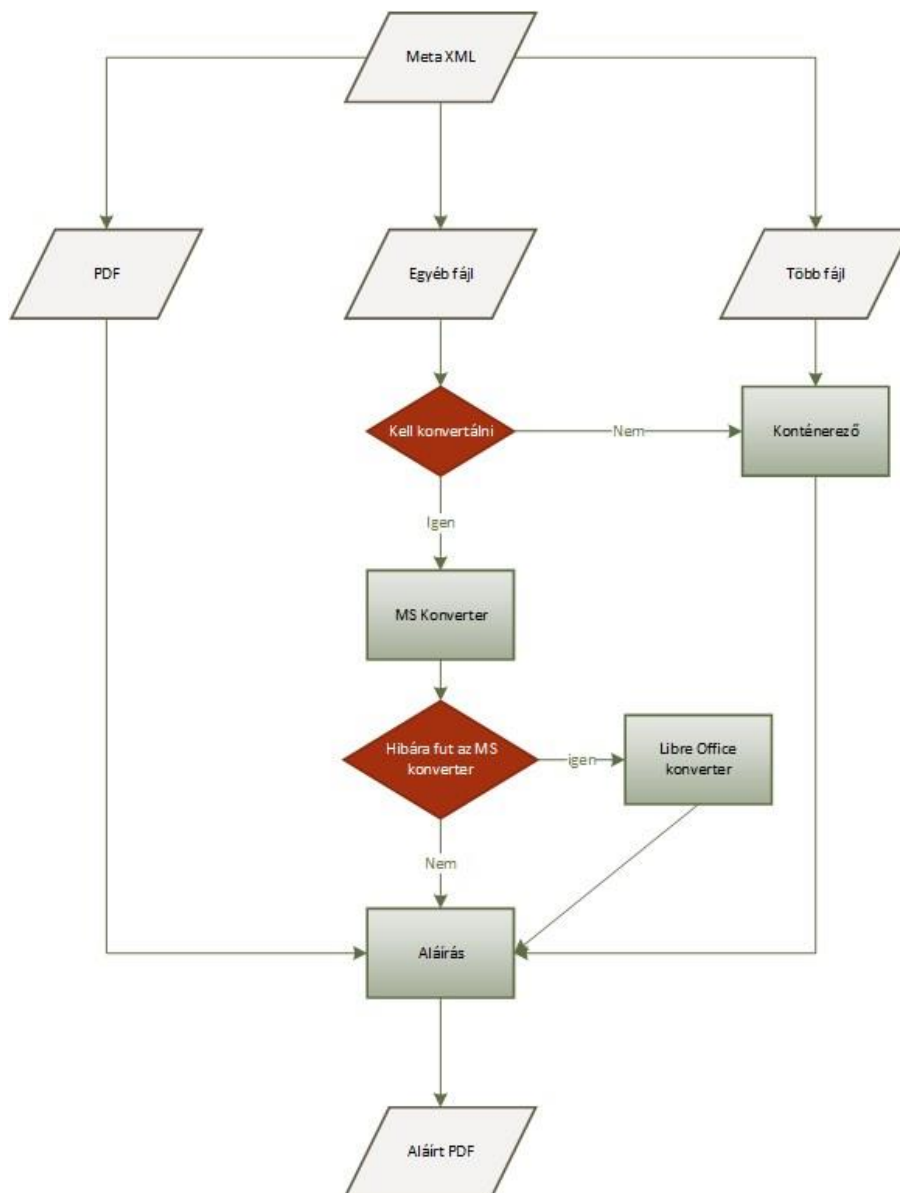 Meta XML
PDF
Egyéb fájl
Több fájl
Kell konvertálni
Nem
Konténerező
Igen
MS Konverter
Hibára fut az MS
konverter
igen
Libre Office
konverter
Nem
Aláírás
Aláírt PDF